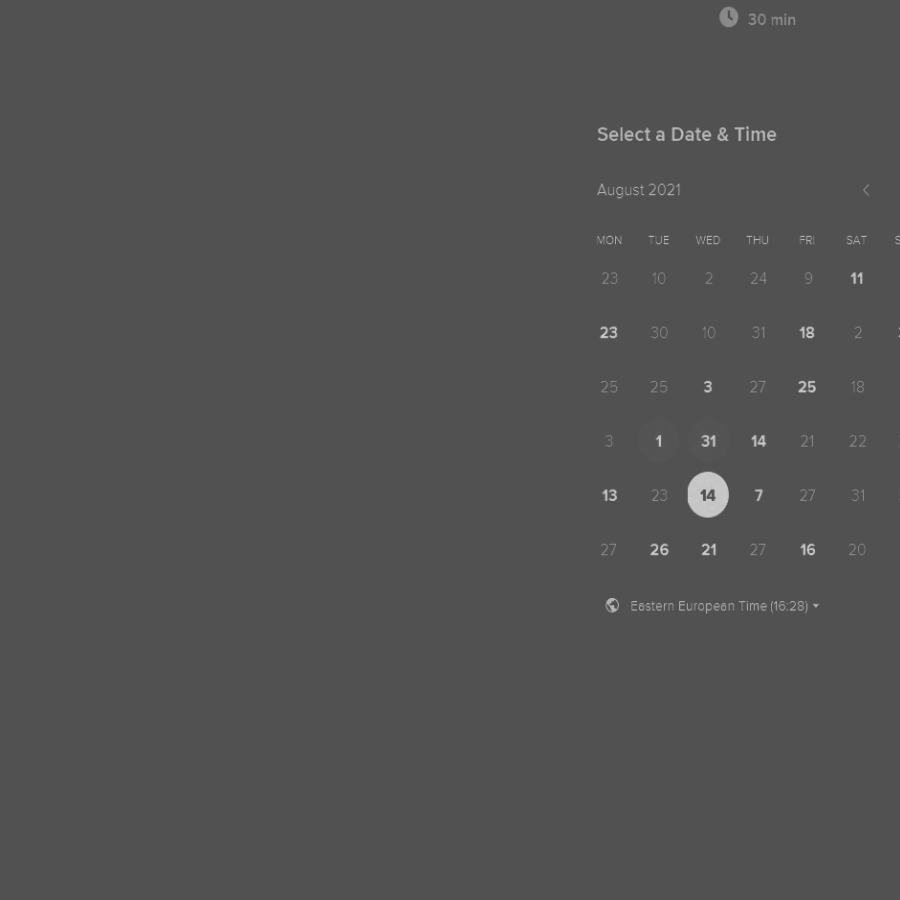 30 min
Select a Date & Time
August 2021
MON TUE WED THU FRI SAT
23 10 2 24 9 11
23 30 10 31 18 2
25 25 3 27 25 18
3 1 31 14 21 22
13 23 14 7 27 31
27 26 21 27 16 20
Eastern European Time (16:28)